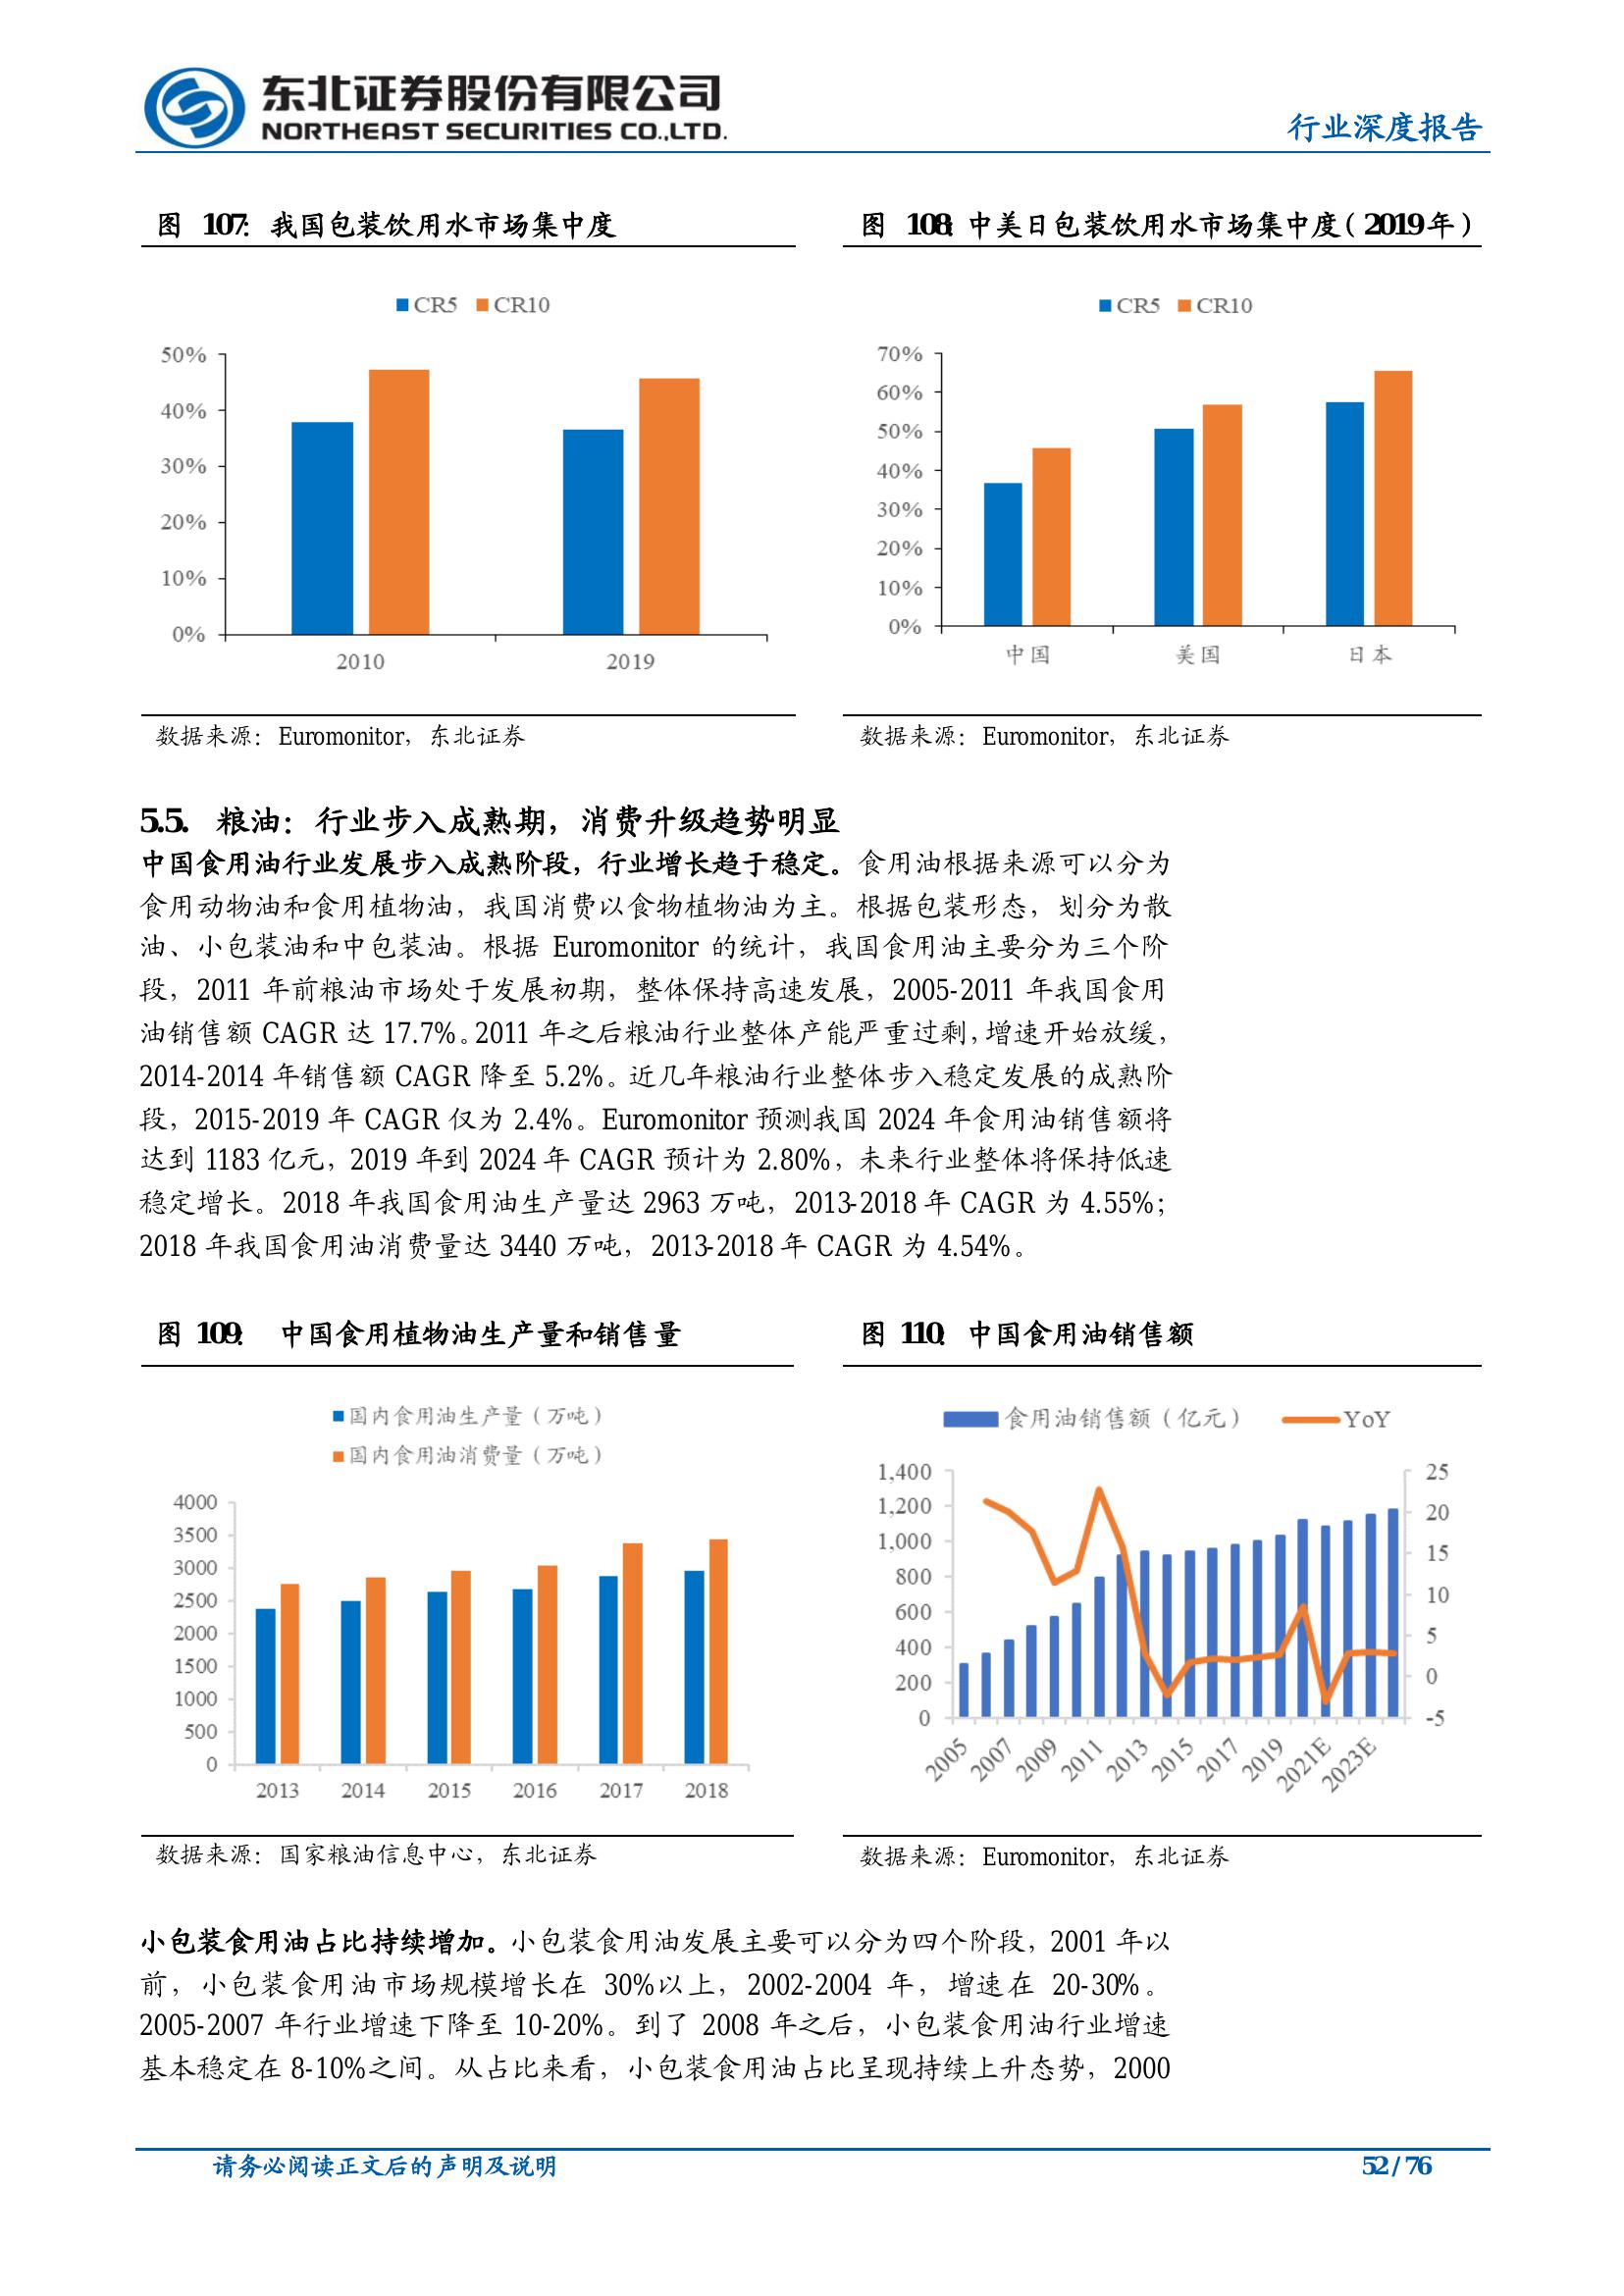 东北证券股份有限公司
NORTHEAST SECURITIES CO.,LTD.
行业深度报告
图 107: 我国包装饮用水市场集中度
CR5 CR10
50%
40%
30%
20%
10%
0%
2010 2019
数据来源：Euromonitor，东北证券
图 108: 中美日包装饮用水市场集中度（2019 年）
CR5 CR10
70%
60%
50%
40%
30%
20%
10%
0%
中国 美国 日本
数据来源：Euromonitor，东北证券
5.5. 粮油：行业步入成熟期，消费升级趋势明显
中国食用油行业发展步入成熟阶段，行业增长趋于稳定。食用油根据来源可以分为
食用动物油和食用植物油，我国消费以食物植物油为主。根据包装形态，划分为散
油、小包装油和中包装油。根据 Euromonitor 的统计，我国食用油主要分为三个阶
段，2011 年前粮油市场处于发展初期，整体保持高速发展，2005-2011 年我国食用
油销售额 CAGR 达 17.7%。2011 年之后粮油行业整体产能严重过剩，增速开始放缓，
2014-2014 年销售额 CAGR 降至 5.2%。近几年粮油行业整体步入稳定发展的成熟阶
段，2015-2019 年 CAGR 仅为 2.4%。Euromonitor 预测我国 2024 年食用油销售额将
达到 1183 亿元，2019 年到 2024 年 CAGR 预计为 2.80%，未来行业整体将保持低速
稳定增长。2018 年我国食用油生产量达 2963 万吨，2013-2018 年 CAGR 为 4.55%；
2018 年我国食用油消费量达 3440 万吨，2013-2018 年 CAGR 为 4.54%。
图 109: 中国食用植物油生产量和销售量
国内食用油生产量（万吨）
国内食用油消费量（万吨）
4000
3500
3000
2500
2000
1500
1000
500
0
2013 2014 2015 2016 2017 2018
数据来源：国家粮油信息中心，东北证券
图 110: 中国食用油销售额
食用油销售额（亿元） YoY
1,400 25
1,200 20
1,000 15
800 10
600 5
400 0
200 -5
0
2005 2007 2009 2011 2013 2015 2017 2019 2021E 2023E
数据来源：Euromonitor，东北证券
小包装食用油占比持续增加。小包装食用油发展主要可以分为四个阶段，2001 年以
前，小包装食用油市场规模增长在 30%以上，2002-2004 年，增速在 20-30%。
2005-2007 年行业增速下降至 10-20%。到了 2008 年之后，小包装食用油行业增速
基本稳定在 8-10%之间。从占比来看，小包装食用油占比呈现持续上升态势，2000
请务必阅读正文后的声明及说明
52 / 76